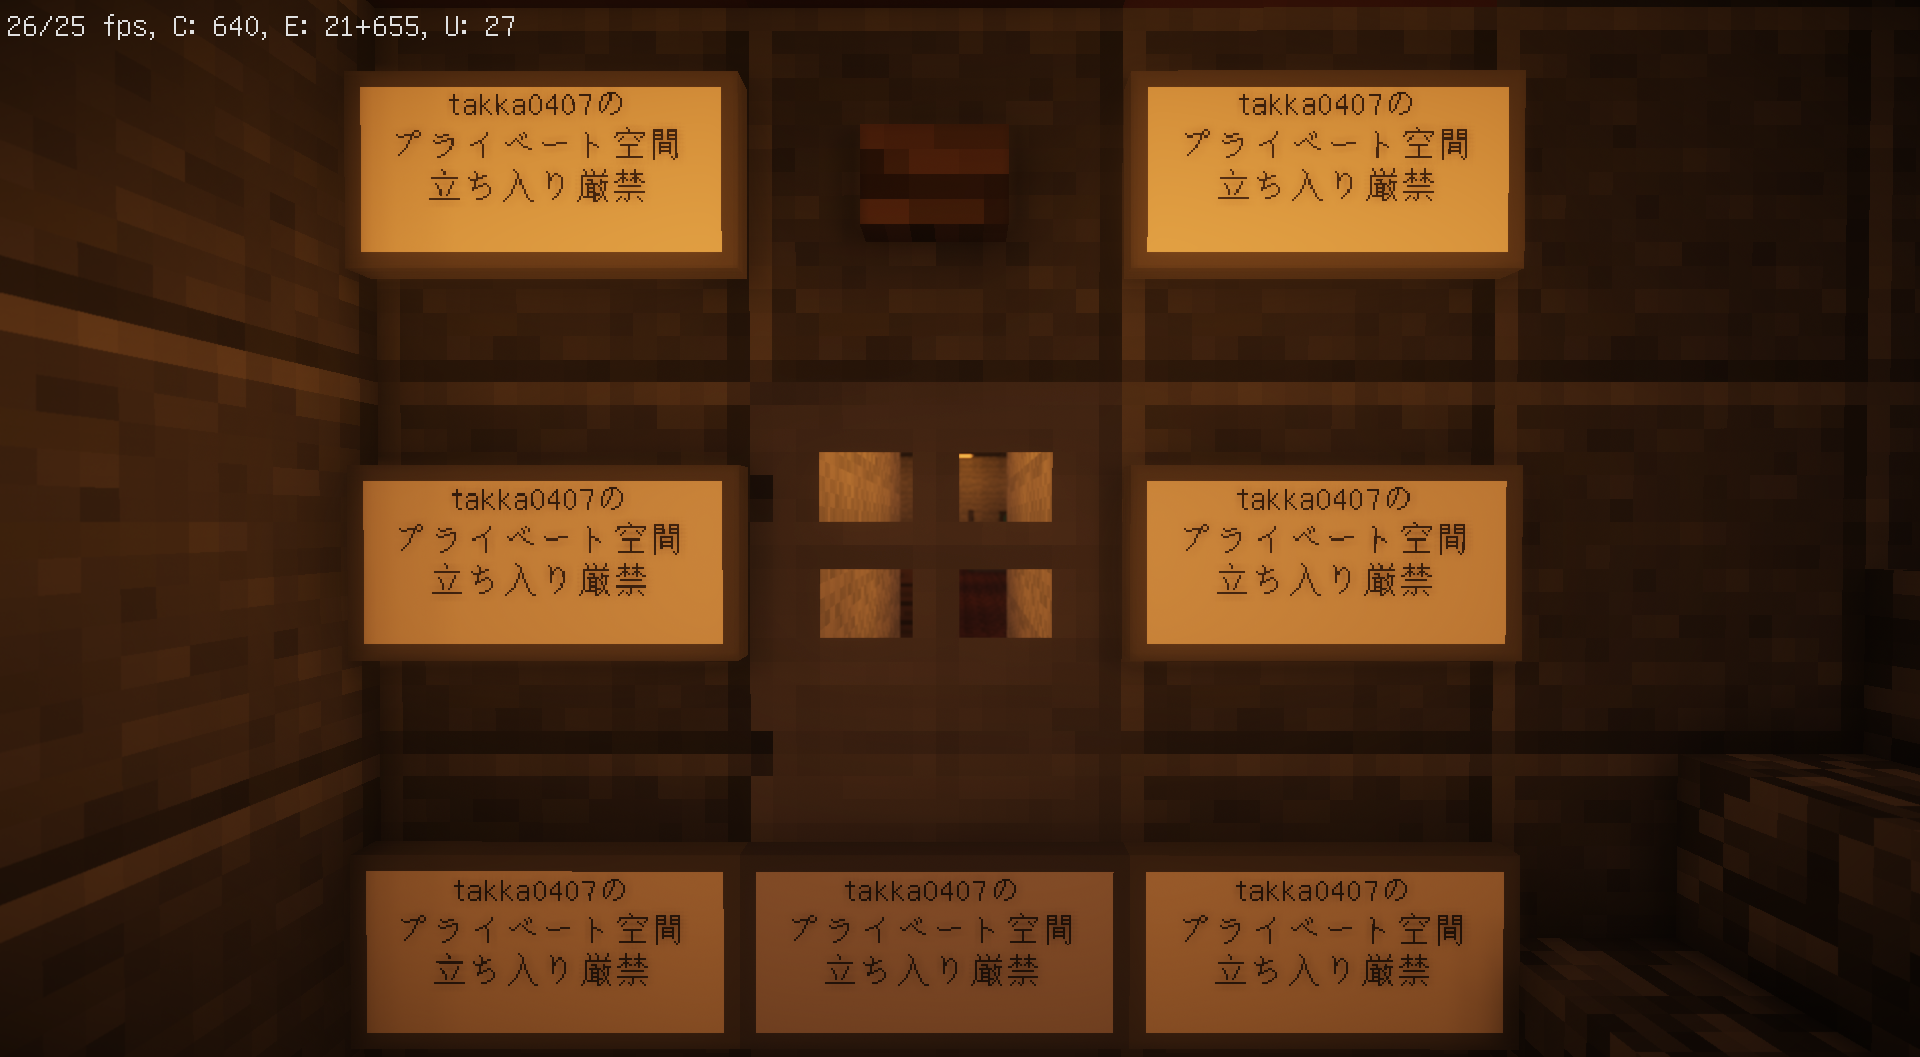 26/25 fps, C: 640, E: 21+655, U: 27
takka0407の
プライベート空間
立ち入り厳禁
takka0407の
プライベート空間
立ち入り厳禁
takka0407の
プライベート空間
立ち入り厳禁
takka0407の
プライベート空間
立ち入り厳禁
takka0407の
プライベート空間
立ち入り厳禁
takka0407の
プライベート空間
立ち入り厳禁
takka0407の
プライベート空間
立ち入り厳禁